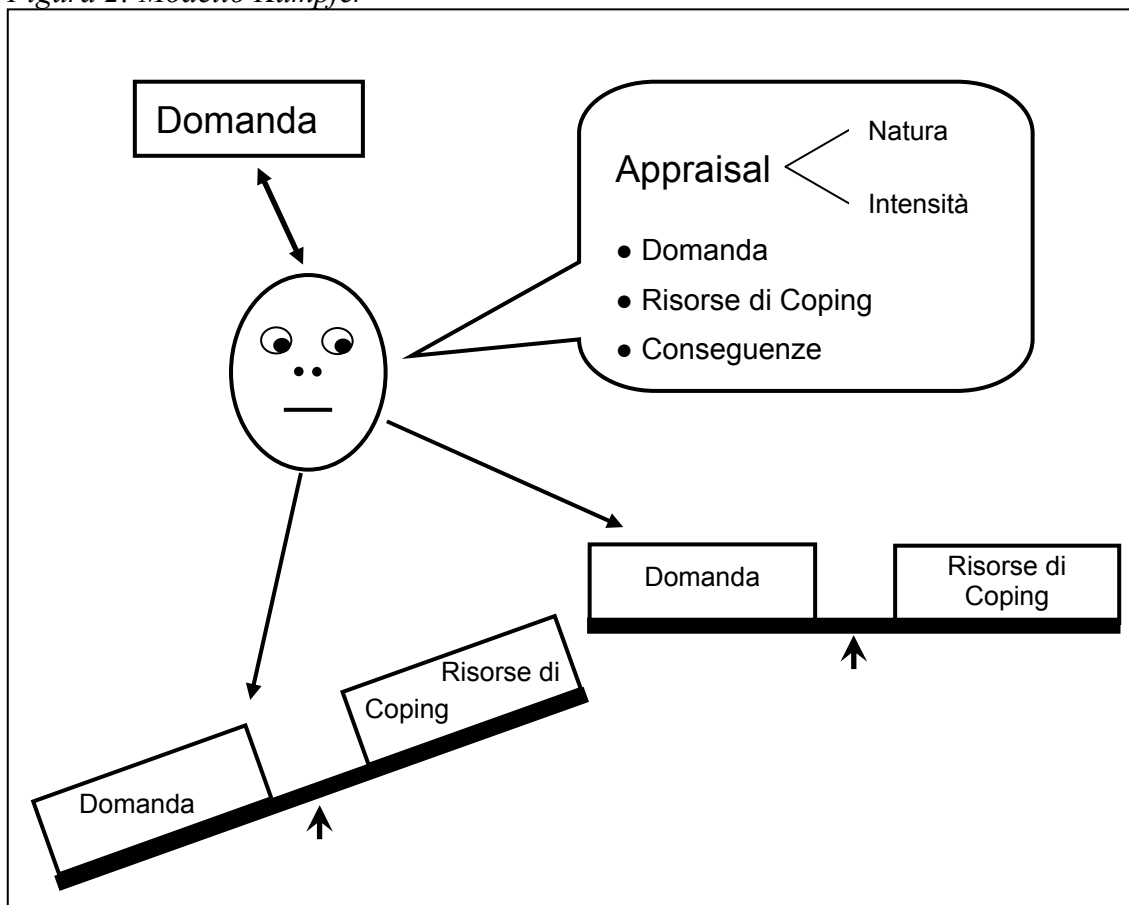 Figura 2: Modello Kämpfer
Domanda
Appraisal
Natura
Intensità
● Domanda
● Risorse di Coping
● Conseguenze
Domanda
Risorse di
Coping
Risorse di
Coping
Domanda